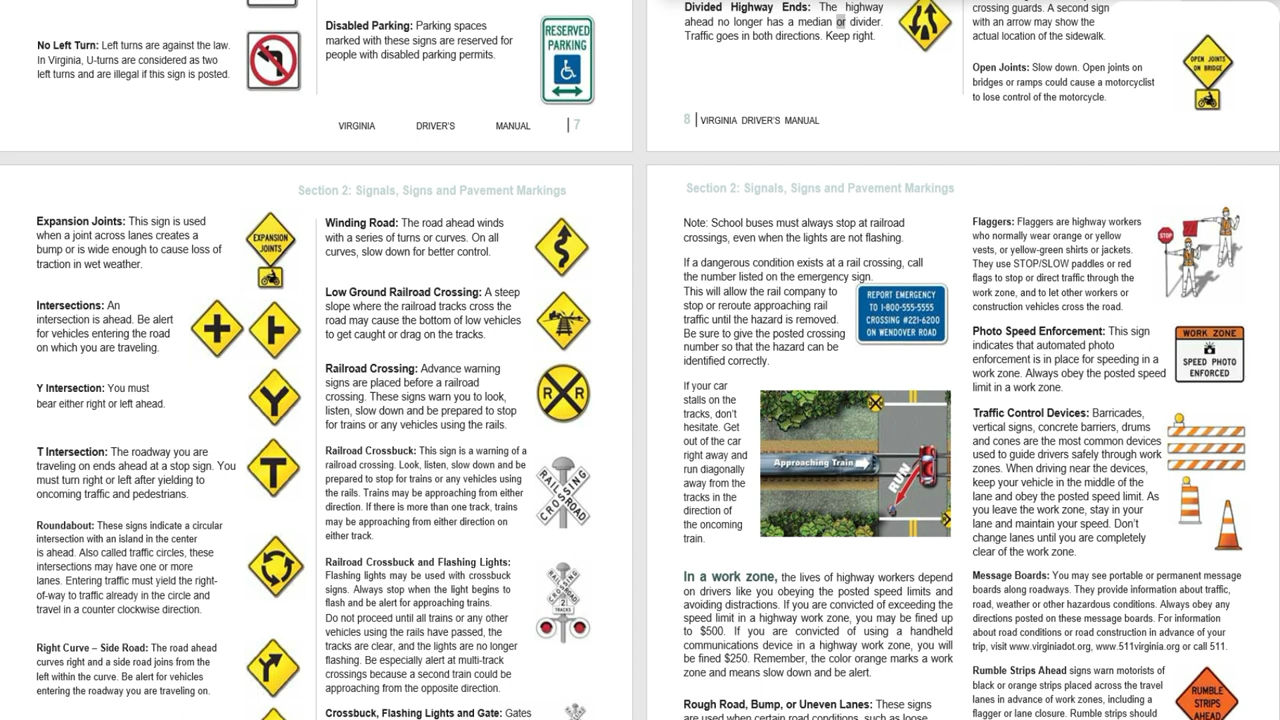 No Left Turn: Left turns are against the law.
In Virginia, U-turns are considered as two
left turns and are illegal if this sign is posted.
Disabled Parking: Parking spaces
marked with these signs are reserved for
people with disabled parking permits.
RESERVED
PARKING
VIRGINIA DRIVER'S MANUAL | 7
Divided Highway Ends: The highway
ahead no longer has a median or divider.
Traffic goes in both directions. Keep right.
crossing guards. A second sign
with an arrow may show the
actual location of the sidewalk.
Open Joints: Slow down. Open joints on
bridges or ramps could cause a motorcyclist
to lose control of the motorcycle.
OPEN JOINTS
ON BRIDGE
8 | VIRGINIA DRIVER'S MANUAL
Section 2: Signals, Signs and Pavement Markings
Expansion Joints: This sign is used
when a joint across lanes creates a
bump or is wide enough to cause loss of
traction in wet weather.
EXPANSION
JOINTS
Intersections: An
intersection is ahead. Be alert
for vehicles entering the road
on which you are traveling.
Y Intersection: You must
bear either right or left ahead.
Y
T Intersection: The roadway you are
traveling on ends ahead at a stop sign. You
must turn right or left after yielding to
oncoming traffic and pedestrians.
T
Roundabout: These signs indicate a circular
intersection with an island in the center
is ahead. Also called traffic circles, these
intersections may have one or more
lanes. Entering traffic must yield the right-
of-way to traffic already in the circle and
travel in a counter clockwise direction.
Right Curve – Side Road: The road ahead
curves right and a side road joins from the
left within the curve. Be alert for vehicles
entering the roadway you are traveling on.
Winding Road: The road ahead winds
with a series of turns or curves. On all
curves, slow down for better control.
Low Ground Railroad Crossing: A steep
slope where the railroad tracks cross the
road may cause the bottom of low vehicles
to get caught or drag on the tracks.
Railroad Crossing: Advance warning
signs are placed before a railroad
crossing. These signs warn you to look,
listen, slow down and be prepared to stop
for trains or any vehicles using the rails.
R R
Railroad Crossbuck: This sign is a warning of a
railroad crossing. Look, listen, slow down and be
prepared to stop for trains or any vehicles using
the rails. Trains may be approaching from either
direction. If there is more than one track, trains
may be approaching from either direction on
either track.
RAILROAD
CROSSING
Railroad Crossbuck and Flashing Lights:
Flashing lights may be used with crossbuck
signs. Always stop when the light begins to
flash and be alert for approaching trains.
Do not proceed until all trains or any other
vehicles using the rails have passed, the
tracks are clear, and the lights are no longer
flashing. Be especially alert at multi-track
crossings because a second train could be
approaching from the opposite direction.
2
TRACKS
Crossbuck, Flashing Lights and Gate: Gates
Section 2: Signals, Signs and Pavement Markings
Note: School buses must always stop at railroad
crossings, even when the lights are not flashing.
If a dangerous condition exists at a rail crossing, call
the number listed on the emergency sign.
This will allow the rail company to
stop or reroute approaching rail
traffic until the hazard is removed.
Be sure to give the posted crossing
number so that the hazard can be
identified correctly.
REPORT EMERGENCY
TO 1-800-555-5555
CROSSING #221-6200
ON WENDOVER ROAD
If your car
stalls on the
tracks, don't
hesitate. Get
out of the car
right away and
run diagonally
away from the
tracks in the
direction of
the oncoming
train.
Approaching Train
RUN
In a work zone, the lives of highway workers depend
on drivers like you obeying the posted speed limits and
avoiding distractions. If you are convicted of exceeding the
speed limit in a highway work zone, you may be fined up
to $500. If you are convicted of using a handheld
communications device in a highway work zone, you will
be fined $250. Remember, the color orange marks a work
zone and means slow down and be alert.
Rough Road, Bump, or Uneven Lanes: These signs
are used when certain road conditions, such as loose
Flaggers: Flaggers are highway workers
who normally wear orange or yellow
vests, or yellow-green shirts or jackets.
They use STOP/SLOW paddles or red
flags to stop or direct traffic through the
work zone, and to let other workers or
construction vehicles cross the road.
STOP
Photo Speed Enforcement: This sign
indicates that automated photo
enforcement is in place for speeding in a
work zone. Always obey the posted speed
limit in a work zone.
WORK ZONE
SPEED PHOTO
ENFORCED
Traffic Control Devices: Barricades,
vertical signs, concrete barriers, drums
and cones are the most common devices
used to guide drivers safely through work
zones. When driving near the devices,
keep your vehicle in the middle of the
lane and obey the posted speed limit. As
you leave the work zone, stay in your
lane and maintain your speed. Don't
change lanes until you are completely
clear of the work zone.
Message Boards: You may see portable or permanent message
boards along roadways. They provide information about traffic,
road, weather or other hazardous conditions. Always obey any
directions posted on these message boards. For information
about road conditions or road construction in advance of your
trip, visit www.virginiadot.org, www.511virginia.org or call 511.
Rumble Strips Ahead signs warn motorists of
black or orange strips placed across the travel
lanes in advance of work zones, including a
flagger or lane closure. Rumble strips should
RUMBLE
STRIPS
AHEAD